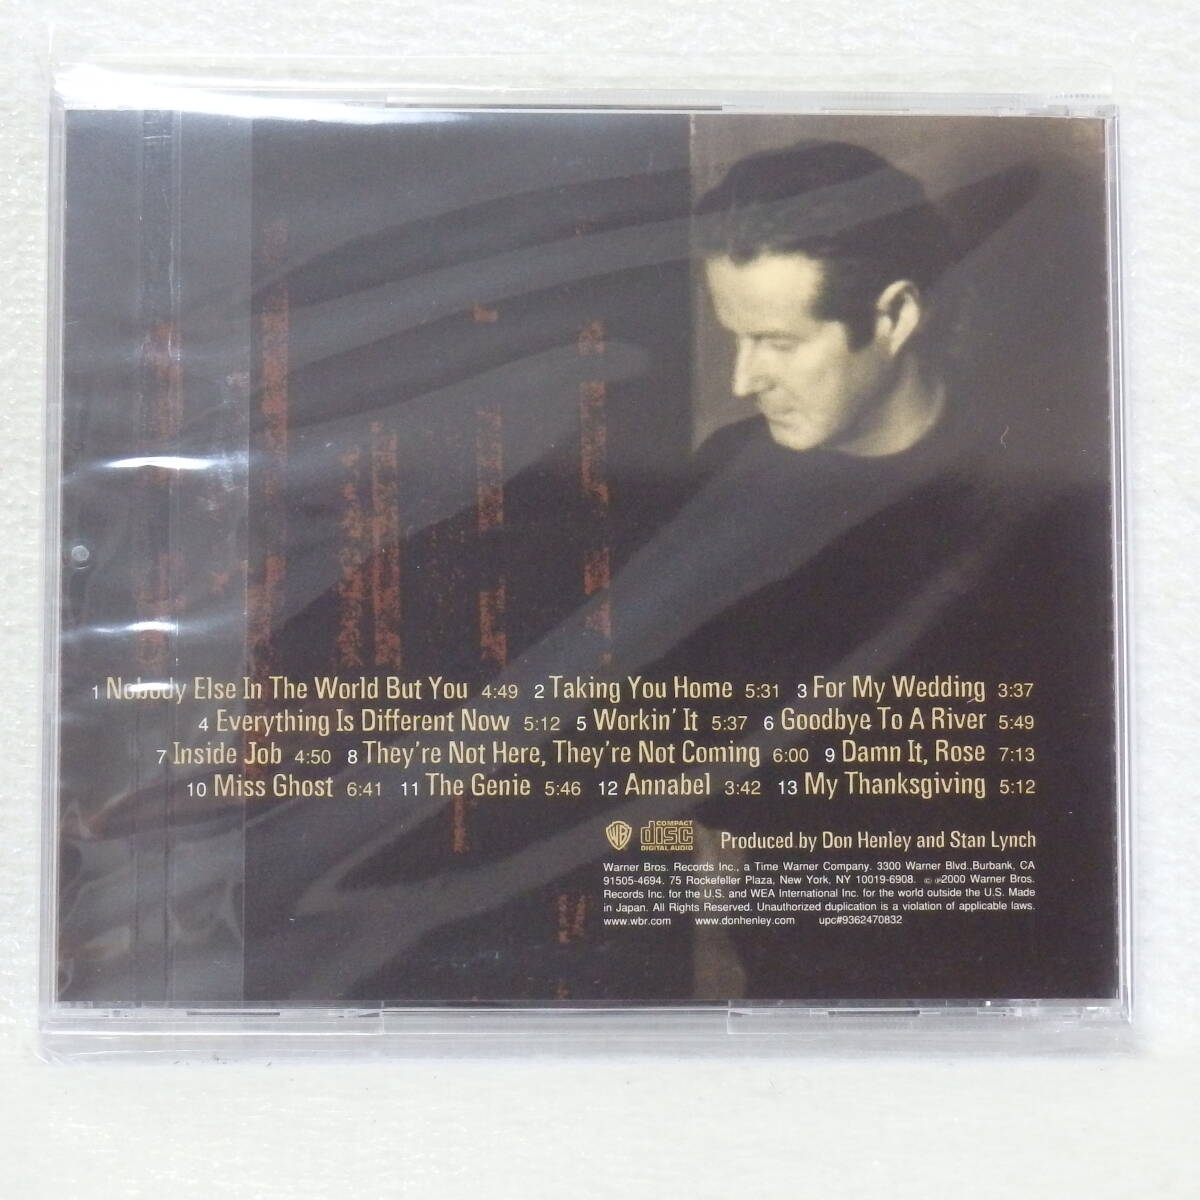 1 Nobody Else In The World But You 4:49 2 Taking You Home 5:31 3 For My Wedding 3:37
4 Everything Is Different Now 5:12 5 Workin' It 5:37 6 Goodbye To A River 5:49
7 Inside Job 4:50 8 They're Not Here, They're Not Coming 6:00 9 Damn It, Rose 7:13
10 Miss Ghost 6:41 11 The Genie 5:46 12 Annabel 3:42 13 My Thanksgiving 5:12
WB COMPACT disc DIGITAL AUDIO Produced by Don Henley and Stan Lynch
Warner Bros. Records Inc., a Time Warner Company. 3300 Warner Blvd.,Burbank, CA
91505-4694. 75 Rockefeller Plaza, New York, NY 10019-6908. © ℗2000 Warner Bros.
Records Inc. for the U.S. and WEA International Inc. for the world outside the U.S. Made
in Japan. All Rights Reserved. Unauthorized duplication is a violation of applicable laws.
www.wbr.com www.donhenley.com upc#9362470832